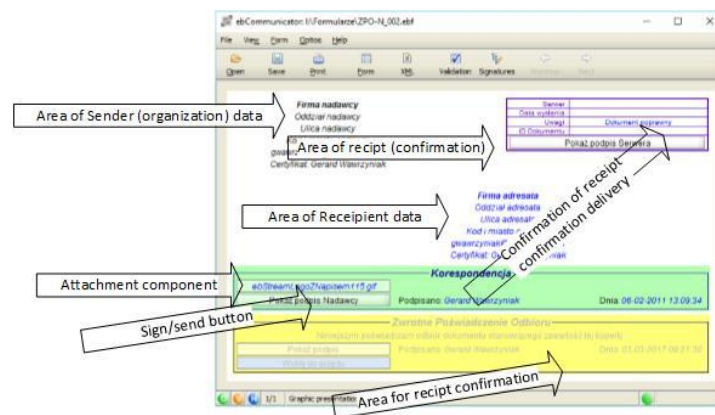 ebCommunicator: I:\Formularze\ZPO-N_002.ebf
File View Form Options Help
Open Save Print Form XML Validation Signatures
Area of Sender (organization) data
Firma nadawcy
Oddział nadawcy
Ulica nadawcy
Certyfikat: Gerard Wawrzyniak
Serwer
Data wysłania
Uwagi Dokument poprawny
ID Dokumentu
Pokaż podpis Serwera
Area of recipt (confirmation)
Area of Receipient data
Firma adresata
Oddział adresata
Ulica adresata
Kod i miasto
Certyfikat:
Confirmation of receipt
confirmation delivery
Attachment component
Korespondencja
Pokaż podpis Nadawcy Podpisano: Gerard Wawrzyniak Dnia: 06-02-2011 13:09:34
Sign/send button
Zwrotne Poświadczenie Odbioru
Pokaż podpis Podpisano: Gerard Wawrzyniak
Area for recipt confirmation
1/1 Graphic presentation